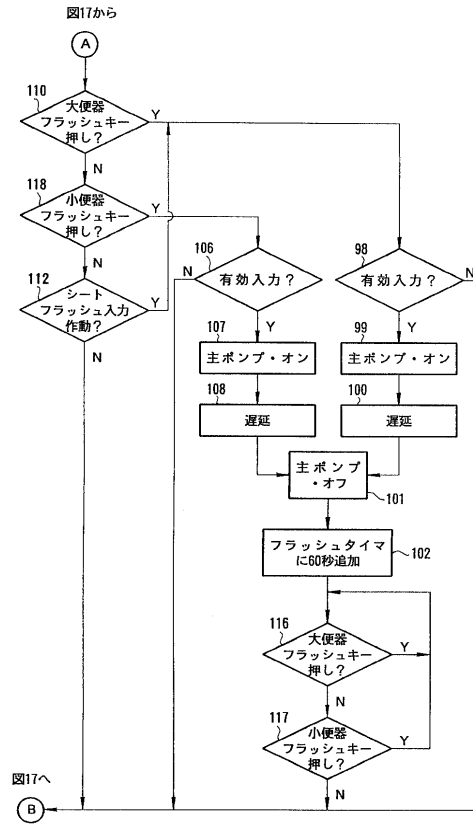 図17から
A
110
大便器
フラッシュキー
押し？
Y
N
118
小便器
フラッシュキー
押し？
Y
N
112
シート
フラッシュ入力
作動？
Y
N
106
有効入力？
N
Y
98
有効入力？
N
Y
107
主ポンプ・オン
99
主ポンプ・オン
108
遅延
100
遅延
主ポンプ
・オフ
101
フラッシュタイマ
に60秒追加
102
116
大便器
フラッシュキー
押し？
Y
N
117
小便器
フラッシュキー
押し？
Y
N
図17へ
B